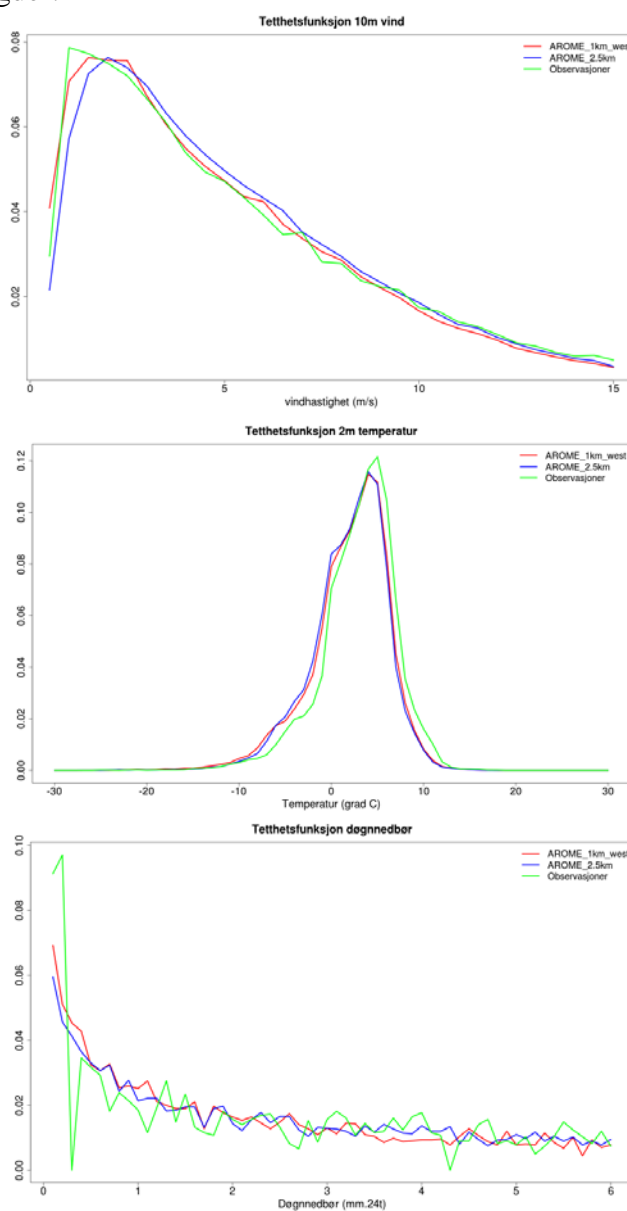 Tetthetsfunksjon 10m vind
AROME_1km_west
AROME_2.5km
Observasjoner
0.08
0.06
0.04
0.02
0
5
10
15
vindhastighet (m/s)
Tetthetsfunksjon 2m temperatur
AROME_1km_west
AROME_2.5km
Observasjoner
0.12
0.10
0.08
0.06
0.04
0.02
0.00
-30
-20
-10
0
10
20
30
Temperatur (grad C)
Tetthetsfunksjon døgnnedbør
AROME_1km_west
AROME_2.5km
Observasjoner
0.10
0.08
0.06
0.04
0.02
0.00
0
1
2
3
4
5
6
Døgnnedbør (mm.24t)